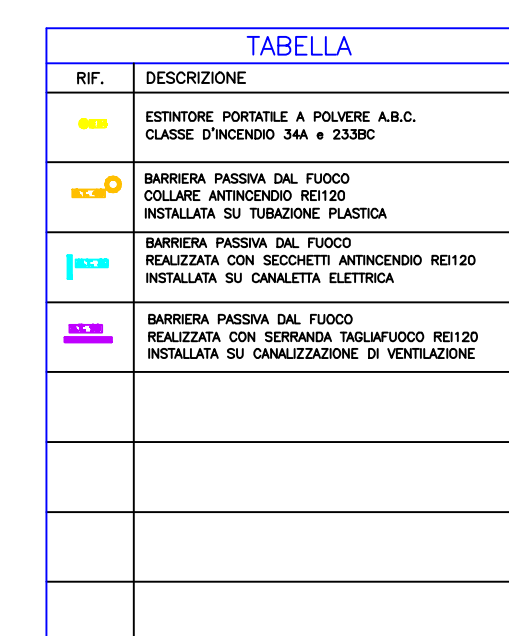 TABELLA
RIF. DESCRIZIONE
ESTINTORE PORTATILE A POLVERE A.B.C.
CLASSE D'INCENDIO 34A e 233BC
BARRIERA PASSIVA DAL FUOCO
COLLARE ANTINCENDIO REI120
INSTALLATA SU TUBAZIONE PLASTICA
BARRIERA PASSIVA DAL FUOCO
REALIZZATA CON SECCHETTI ANTINCENDIO REI120
INSTALLATA SU CANALETTA ELETTRICA
BARRIERA PASSIVA DAL FUOCO
REALIZZATA CON SERRANDA TAGLIAFUOCO REI120
INSTALLATA SU CANALIZZAZIONE DI VENTILAZIONE